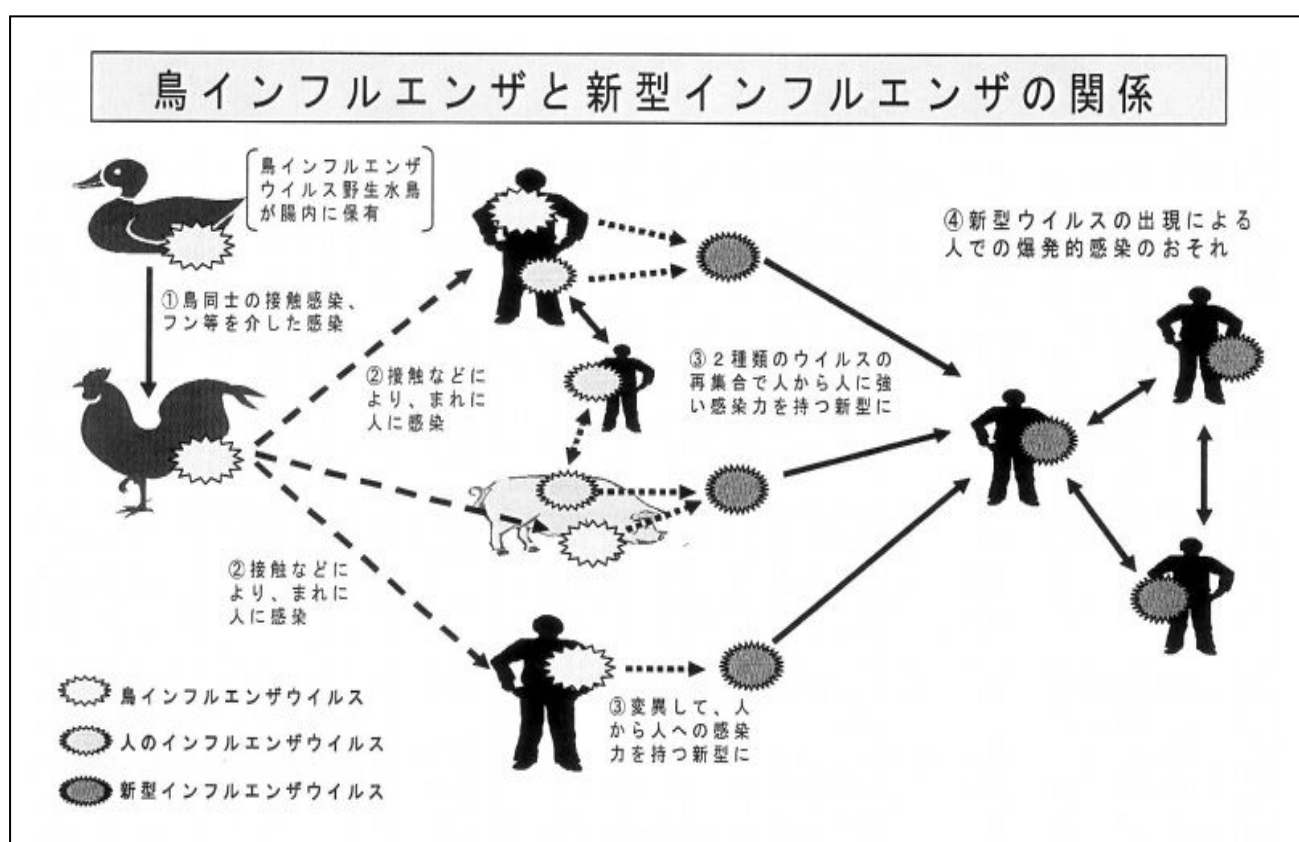 鳥インフルエンザと新型インフルエンザの関係
鳥インフルエンザ
ウイルス野生水鳥
が腸内に保有
①鳥同士の接触感染、
フン等を介した感染
②接触などに
より、まれに
人に感染
③2種類のウイルスの
再集合で人から人に強
い感染力を持つ新型に
④新型ウイルスの出現による
人での爆発的感染のおそれ
②接触などに
より、まれに
人に感染
③変異して、人
から人への感染
力を持つ新型に
鳥インフルエンザウイルス
人のインフルエンザウイルス
新型インフルエンザウイルス